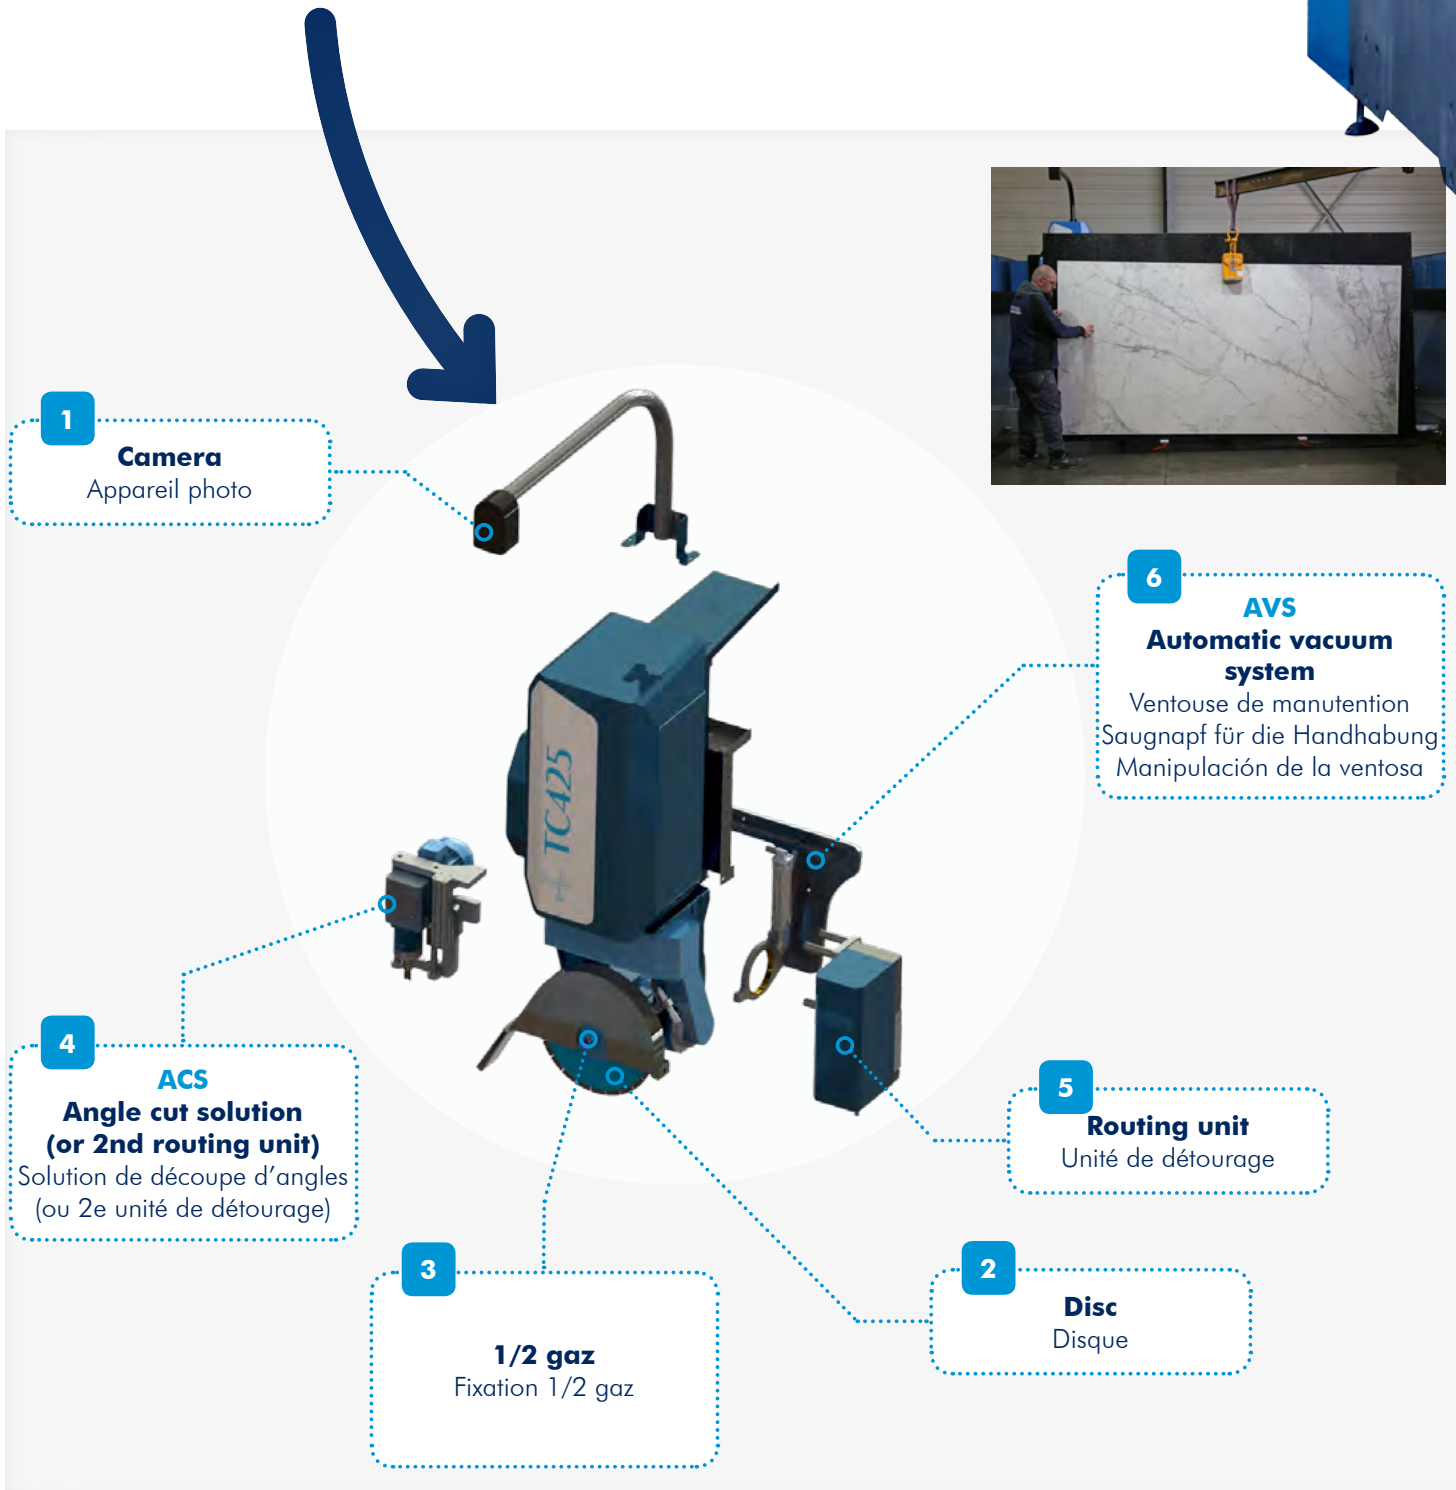 1
Camera
Appareil photo
6
AVS
Automatic vacuum
system
Ventouse de manutention
Saugnapf für die Handhabung
Manipulación de la ventosa
TC425
4
ACS
Angle cut solution
(or 2nd routing unit)
Solution de découpe d’angles
(ou 2e unité de détourage)
5
Routing unit
Unité de détourage
3
1/2 gaz
Fixation 1/2 gaz
2
Disc
Disque